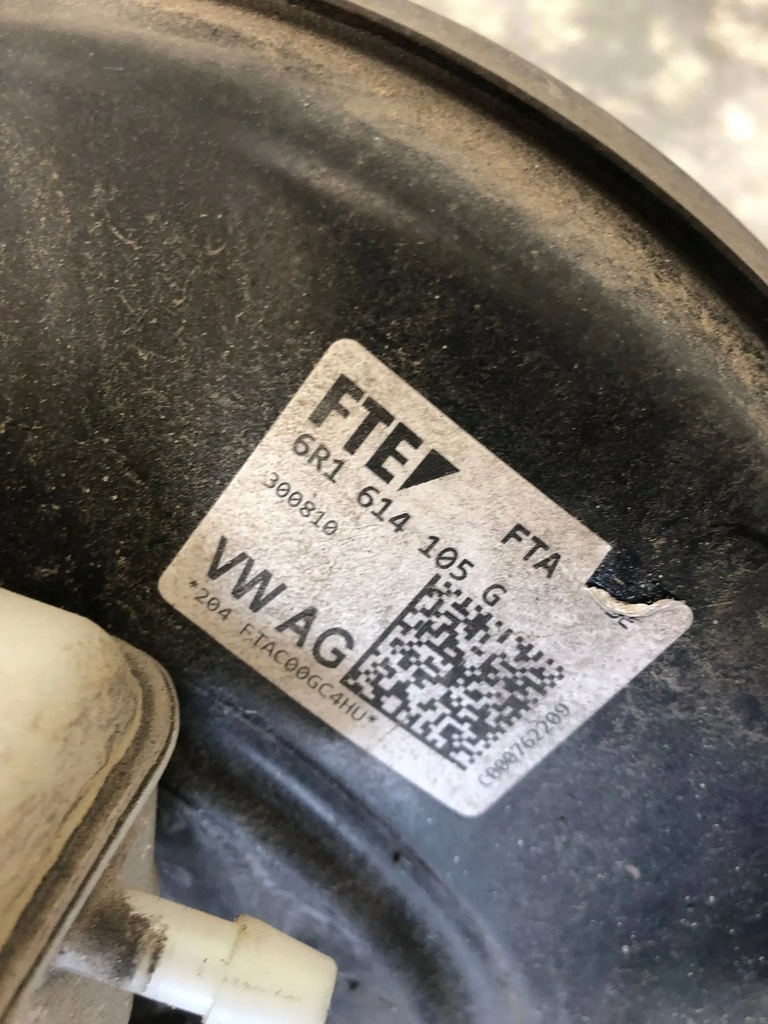 FTE
6R1 614 105 G
300810
FTA
VW AG
*204 FTAC00GC4HU*
C000762209